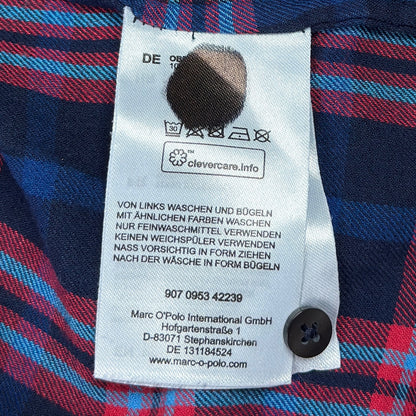 DE
30
clevercare.info
VON LINKS WASCHEN UND BÜGELN
MIT ÄHNLICHEN FARBEN WASCHEN
NUR FEINWASCHMITTEL VERWENDEN
KEINEN WEICHSPÜLER VERWENDEN
NASS VORSICHTIG IN FORM ZIEHEN
NACH DER WÄSCHE IN FORM BÜGELN
907 0953 42239
Marc O'Polo International GmbH
Hofgartenstraße 1
D-83071 Stephanskirchen
DE 131184524
www.marc-o-polo.com